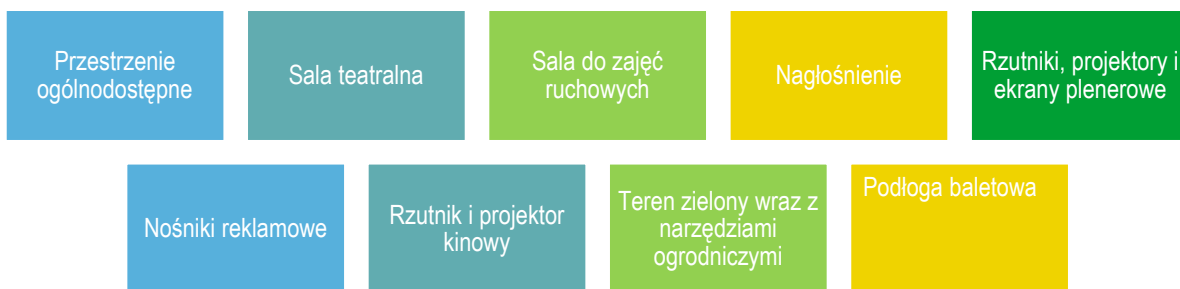 Przestrzenie
ogólnodostępne
Sala teatralna
Sala do zajęć
ruchowych
Nagłośnienie
Rzutniki, projektory i
ekrany plenerowe
Nośniki reklamowe
Rzutnik i projektor
kinowy
Teren zielony wraz z
narzędziami
ogrodniczymi
Podłoga baletowa